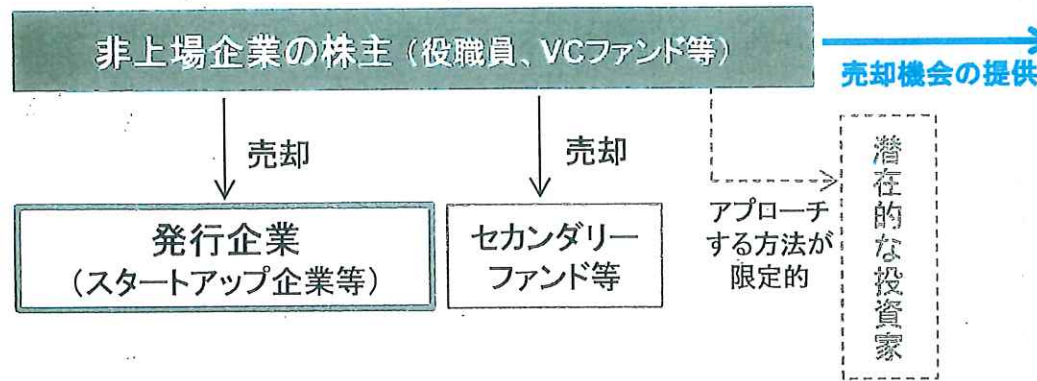 非上場企業の株主（役職員、VCファンド等）
売却機会の提供
売却
売却
発行企業
（スタートアップ企業等）
セカンダリー
ファンド等
アプローチ
する方法が
限定的
潜在的な投資家